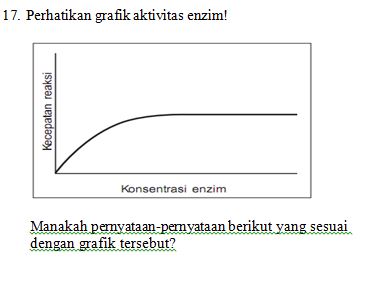 17. Perhatikan grafik aktivitas enzim!
Kecepatan reaksi
Konsentrasi enzim
Manakah pernyataan-pernyataan berikut yang sesuai
dengan grafik tersebut?